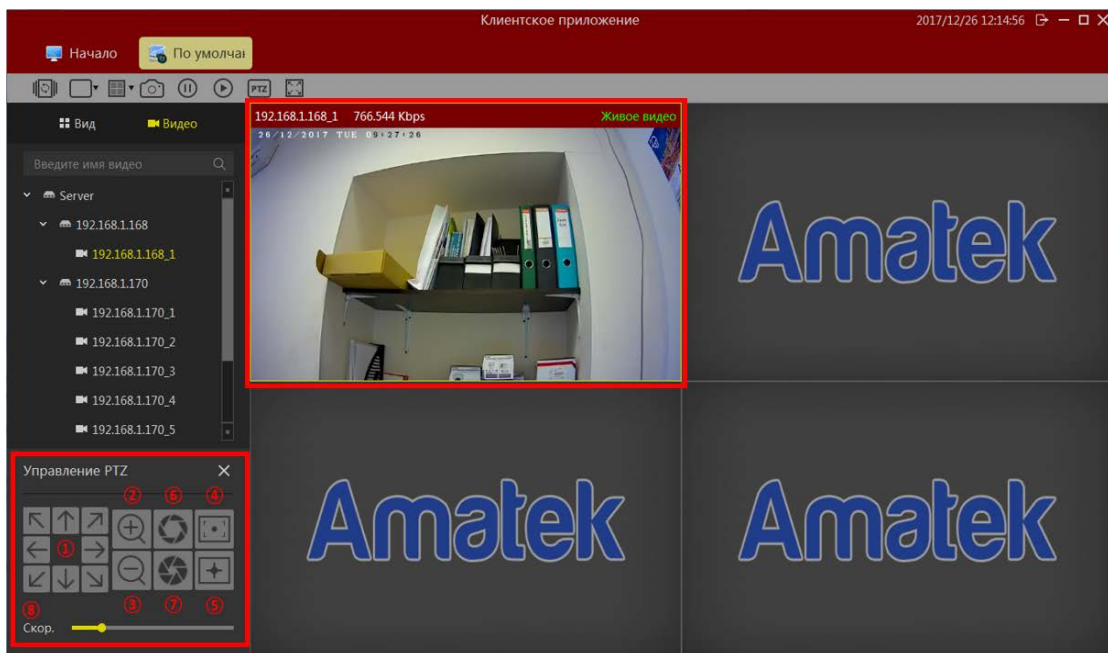 Клиентское приложение
2017/12/26 12:14:56
Начало
По умолчан
PTZ
Вид
Видео
Введите имя видео
Server
192.168.1.168
192.168.1.168_1
192.168.1.170
192.168.1.170_1
192.168.1.170_2
192.168.1.170_3
192.168.1.170_4
192.168.1.170_5
192.168.1.168_1 766.544 Kbps Живое видео
26/12/2017 TUE 09:27:26
Amatek
Amatek
Amatek
Управление PTZ
② ⑥ ④
①
③ ⑦ ⑤
⑧
Скор.